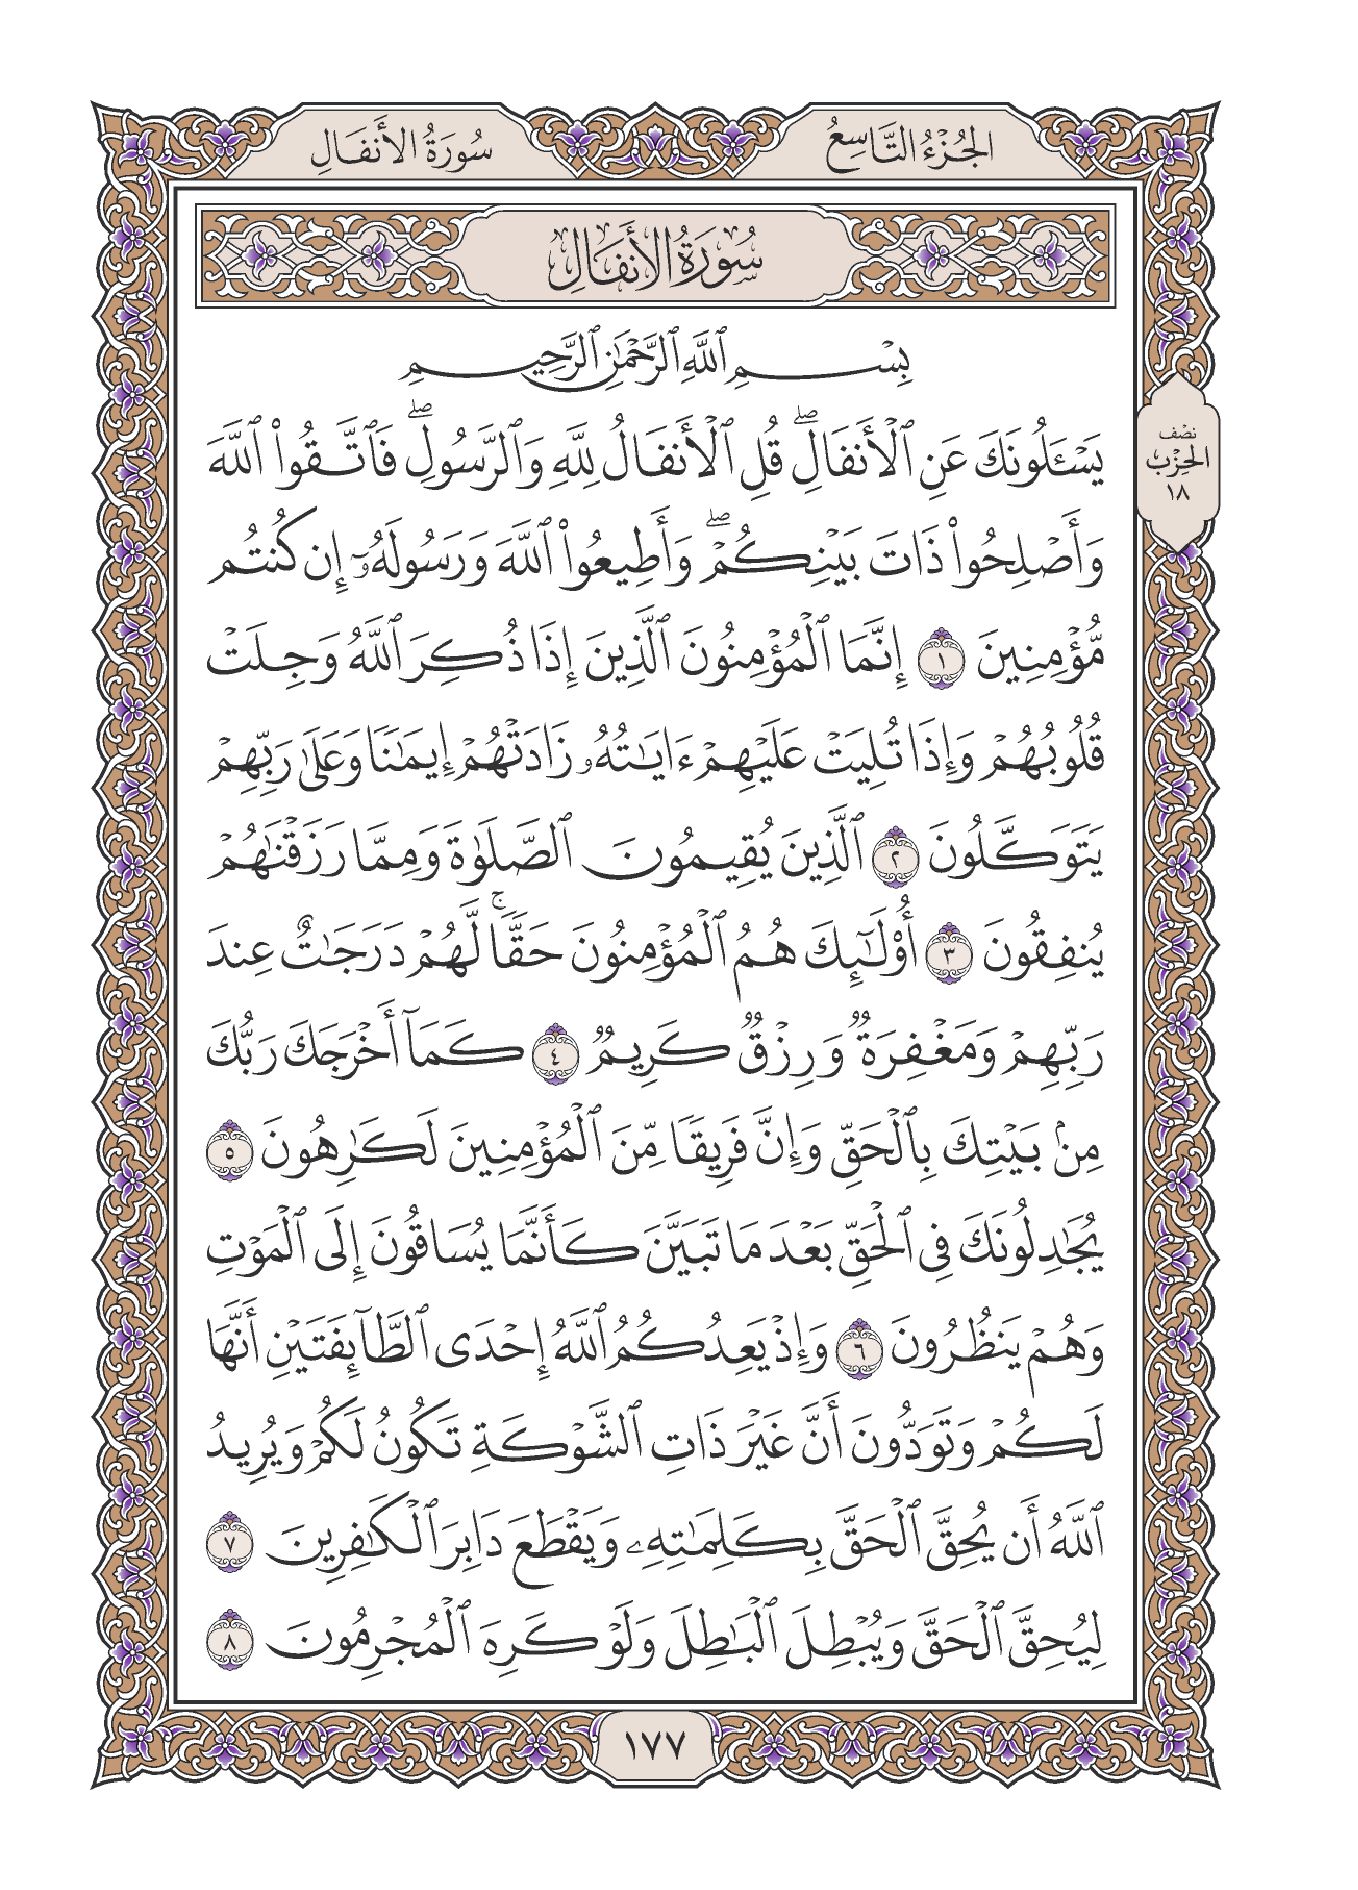 الجُزْءُ التَّاسِعُ
سُورَةُ الأَنفَالِ
سُورَةُ الأَنفَالِ
بِسْمِ ٱللَّهِ ٱلرَّحْمَٰنِ ٱلرَّحِيمِ
يَسْـَٔلُونَكَ عَنِ ٱلْأَنفَالِۖ قُلِ ٱلْأَنفَالُ لِلَّهِ وَٱلرَّسُولِۖ فَٱتَّقُوا۟ ٱللَّهَ
وَأَصْلِحُوا۟ ذَاتَ بَيْنِكُمْۖ وَأَطِيعُوا۟ ٱللَّهَ وَرَسُولَهُۥٓ إِن كُنتُم
مُّؤْمِنِينَ ١ إِنَّمَا ٱلْمُؤْمِنُونَ ٱلَّذِينَ إِذَا ذُكِرَ ٱللَّهُ وَجِلَتْ
قُلُوبُهُمْ وَإِذَا تُلِيَتْ عَلَيْهِمْ ءَايَٰتُهُۥ زَادَتْهُمْ إِيمَٰنًا وَعَلَىٰ رَبِّهِمْ
يَتَوَكَّلُونَ ٢ ٱلَّذِينَ يُقِيمُونَ ٱلصَّلَوٰةَ وَمِمَّا رَزَقْنَٰهُمْ
يُنفِقُونَ ٣ أُو۟لَٰٓئِكَ هُمُ ٱلْمُؤْمِنُونَ حَقًّاۚ لَّهُمْ دَرَجَٰتٌ عِندَ
رَبِّهِمْ وَمَغْفِرَةٌ وَرِزْقٌ كَرِيمٌ ٤ كَمَآ أَخْرَجَكَ رَبُّكَ
مِنۢ بَيْتِكَ بِٱلْحَقِّ وَإِنَّ فَرِيقًا مِّنَ ٱلْمُؤْمِنِينَ لَكَٰرِهُونَ ٥
يُجَٰدِلُونَكَ فِى ٱلْحَقِّ بَعْدَ مَا تَبَيَّنَ كَأَنَّمَا يُسَاقُونَ إِلَى ٱلْمَوْتِ
وَهُمْ يَنظُرُونَ ٦ وَإِذْ يَعِدُكُمُ ٱللَّهُ إِحْدَى ٱلطَّآئِفَتَيْنِ أَنَّهَا
لَكُمْ وَتَوَدُّونَ أَنَّ غَيْرَ ذَاتِ ٱلشَّوْكَةِ تَكُونُ لَكُمْ وَيُرِيدُ
ٱللَّهُ أَن يُحِقَّ ٱلْحَقَّ بِكَلِمَٰتِهِۦ وَيَقْطَعَ دَابِرَ ٱلْكَٰفِرِينَ ٧
لِيُحِقَّ ٱلْحَقَّ وَيُبْطِلَ ٱلْبَٰطِلَ وَلَوْ كَرِهَ ٱلْمُجْرِمُونَ ٨
نصْف
الحِزْب
١٨
١٧٧